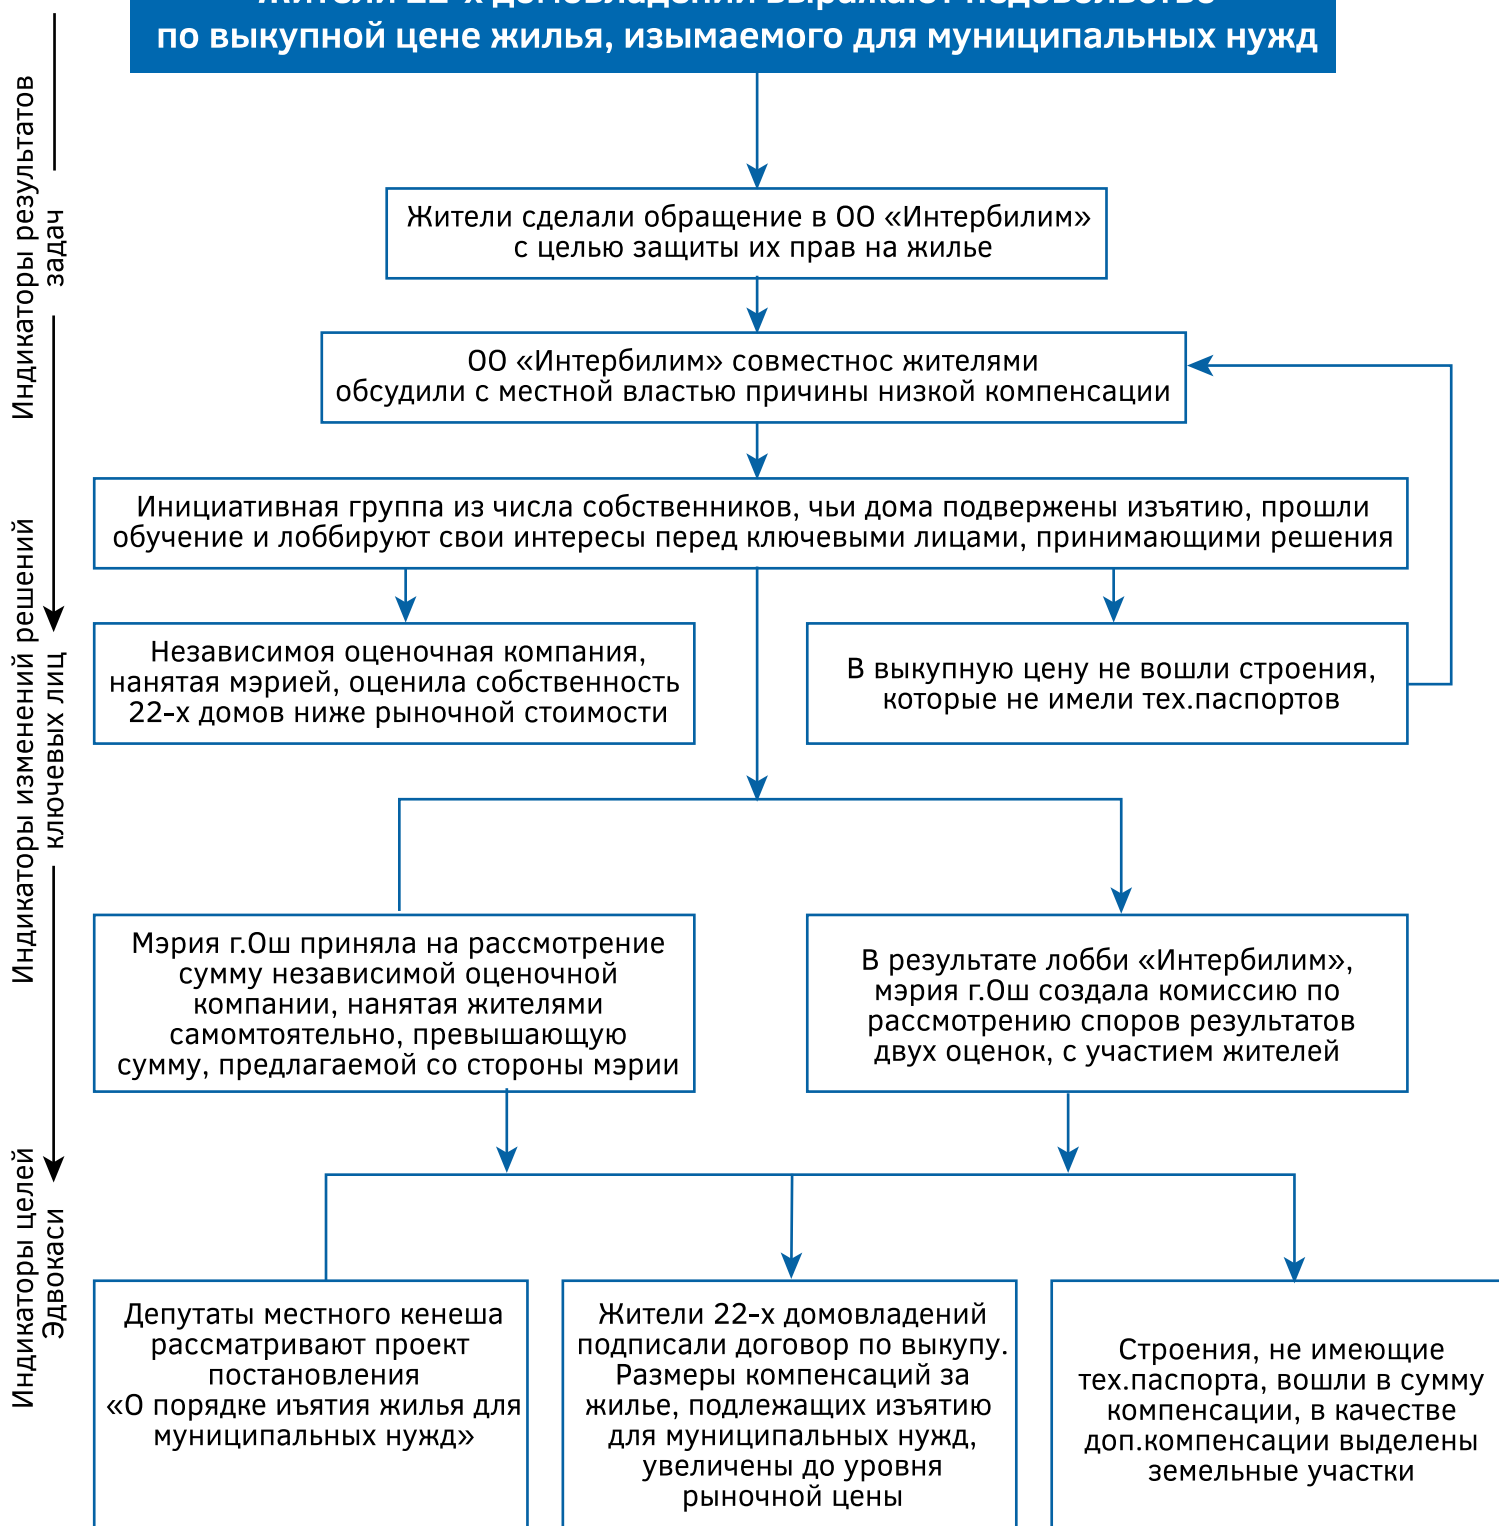 Жители 22-х домовладений выражают недовольство
по выкупной цене жилья, изымаемого для муниципальных нужд
Индикаторы результатов
задач
Жители сделали обращение в ОО «Интербилим»
с целью защиты их прав на жилье
ОО «Интербилим» совместнос жителями
обсудили с местной властью причины низкой компенсации
Инициативная группа из числа собственников, чьи дома подвержены изъятию, прошли
обучение и лоббируют свои интересы перед ключевыми лицами, принимающими решения
Индикаторы изменений решений
ключевых лиц
Независимоя оценочная компания,
нанятая мэрией, оценила собственность
22-х домов ниже рыночной стоимости
В выкупную цену не вошли строения,
которые не имели тех.паспортов
Мэрия г.Ош приняла на рассмотрение
сумму независимой оценочной
компании, нанятая жителями
самомтоятельно, превышающую
сумму, предлагаемой со стороны мэрии
В результате лобби «Интербилим»,
мэрия г.Ош создала комиссию по
рассмотрению споров результатов
двух оценок, с участием жителей
Индикаторы целей
Эдвокаси
Депутаты местного кенеша
рассматривают проект
постановления
«О порядке иъятия жилья для
муниципальных нужд»
Жители 22-х домовладений
подписали договор по выкупу.
Размеры компенсаций за
жилье, подлежащих изъятию
для муниципальных нужд,
увеличены до уровня
рыночной цены
Строения, не имеющие
тех.паспорта, вошли в сумму
компенсации, в качестве
доп.компенсации выделены
земельные участки